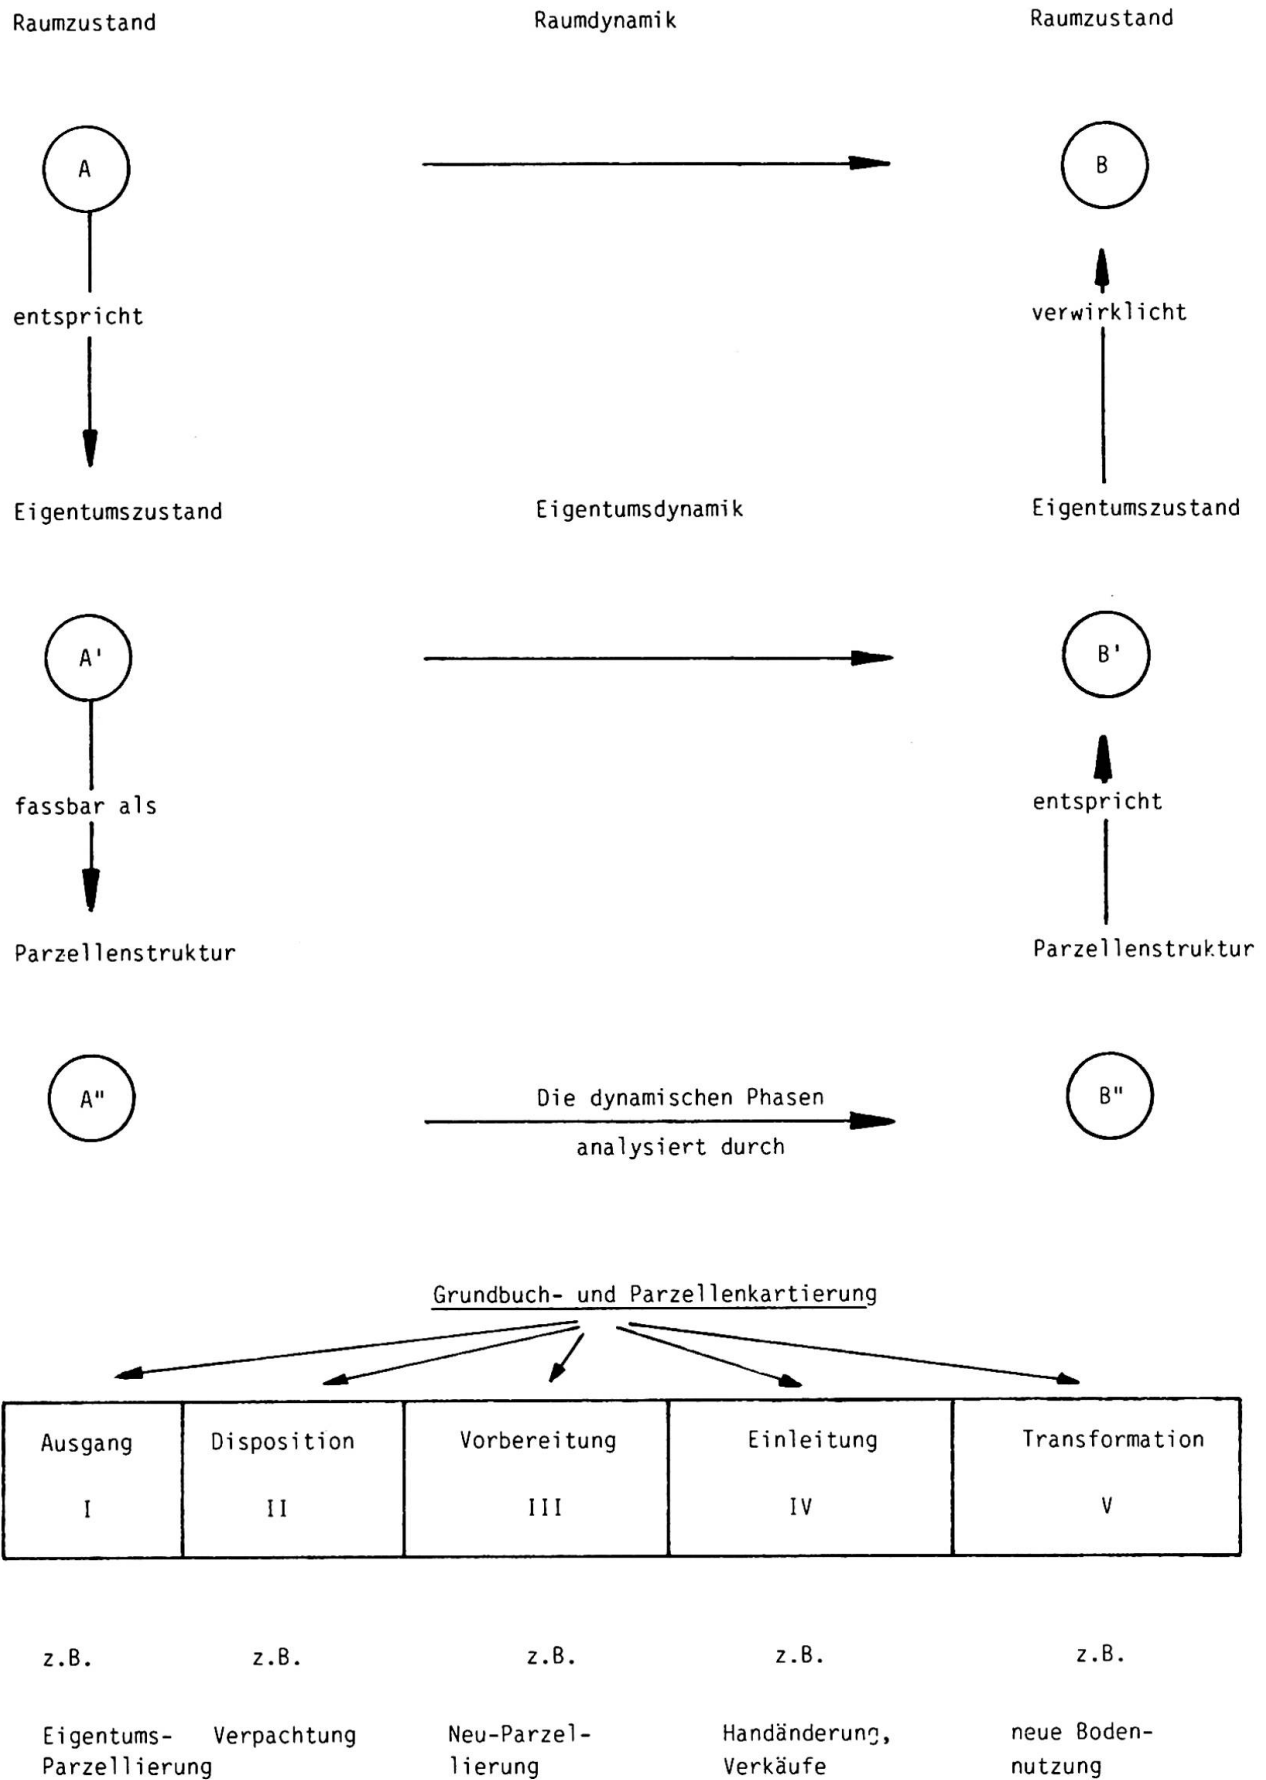 Raumzustand Raumdynamik Raumzustand
A B
entspricht verwirklicht
Eigentumszustand Eigentumsdynamik Eigentumszustand
A' B'
fassbar als entspricht
Parzellenstruktur Parzellenstruktur
A" Die dynamischen Phasen B"
analysiert durch
Grundbuch- und Parzellenkartierung
Ausgang Disposition Vorbereitung Einleitung Transformation
I II III IV V
z.B. z.B. z.B. z.B. z.B.
Eigentums- Verpachtung Neu-Parzel- Handänderung, neue Boden-
Parzellierung lierung Verkäufe nutzung